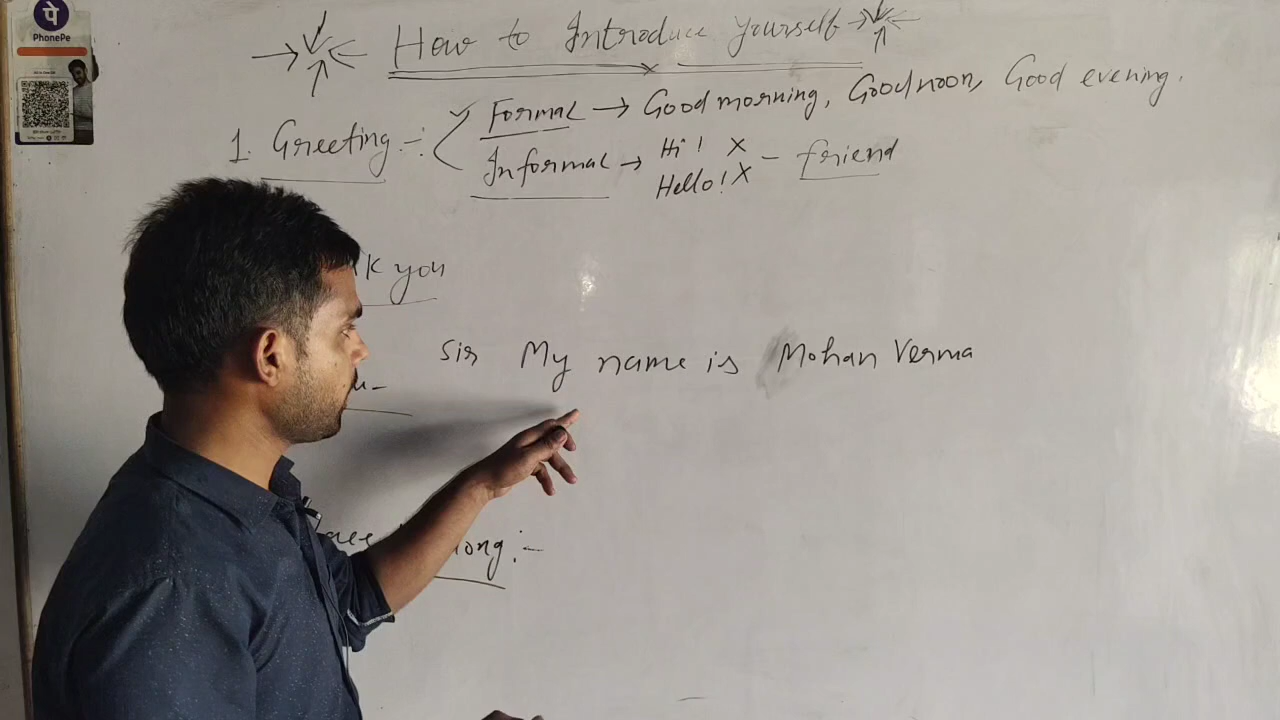 पे
PhonePe
How to Introduce Yourself
1. Greeting :- Formal → Good morning, Good noon, Good evening.
Informal → Hi! X
Hello! X - friend
you
Sir My name is Mohan Verma